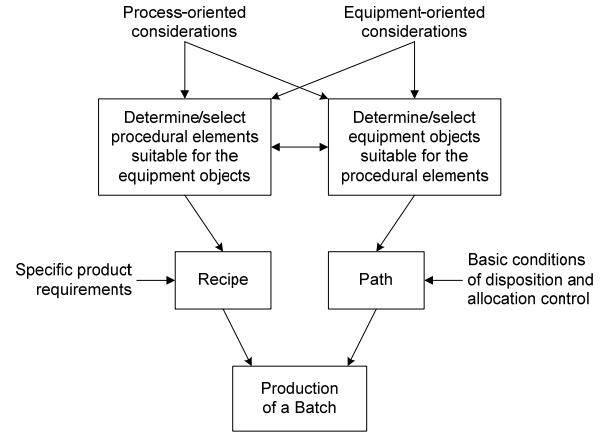 Process-oriented
considerations
Equipment-oriented
considerations
Determine/select
procedural elements
suitable for the
equipment objects
Determine/select
equipment objects
suitable for the
procedural elements
Specific product
requirements
Recipe
Path
Basic conditions
of disposition and
allocation control
Production
of a Batch